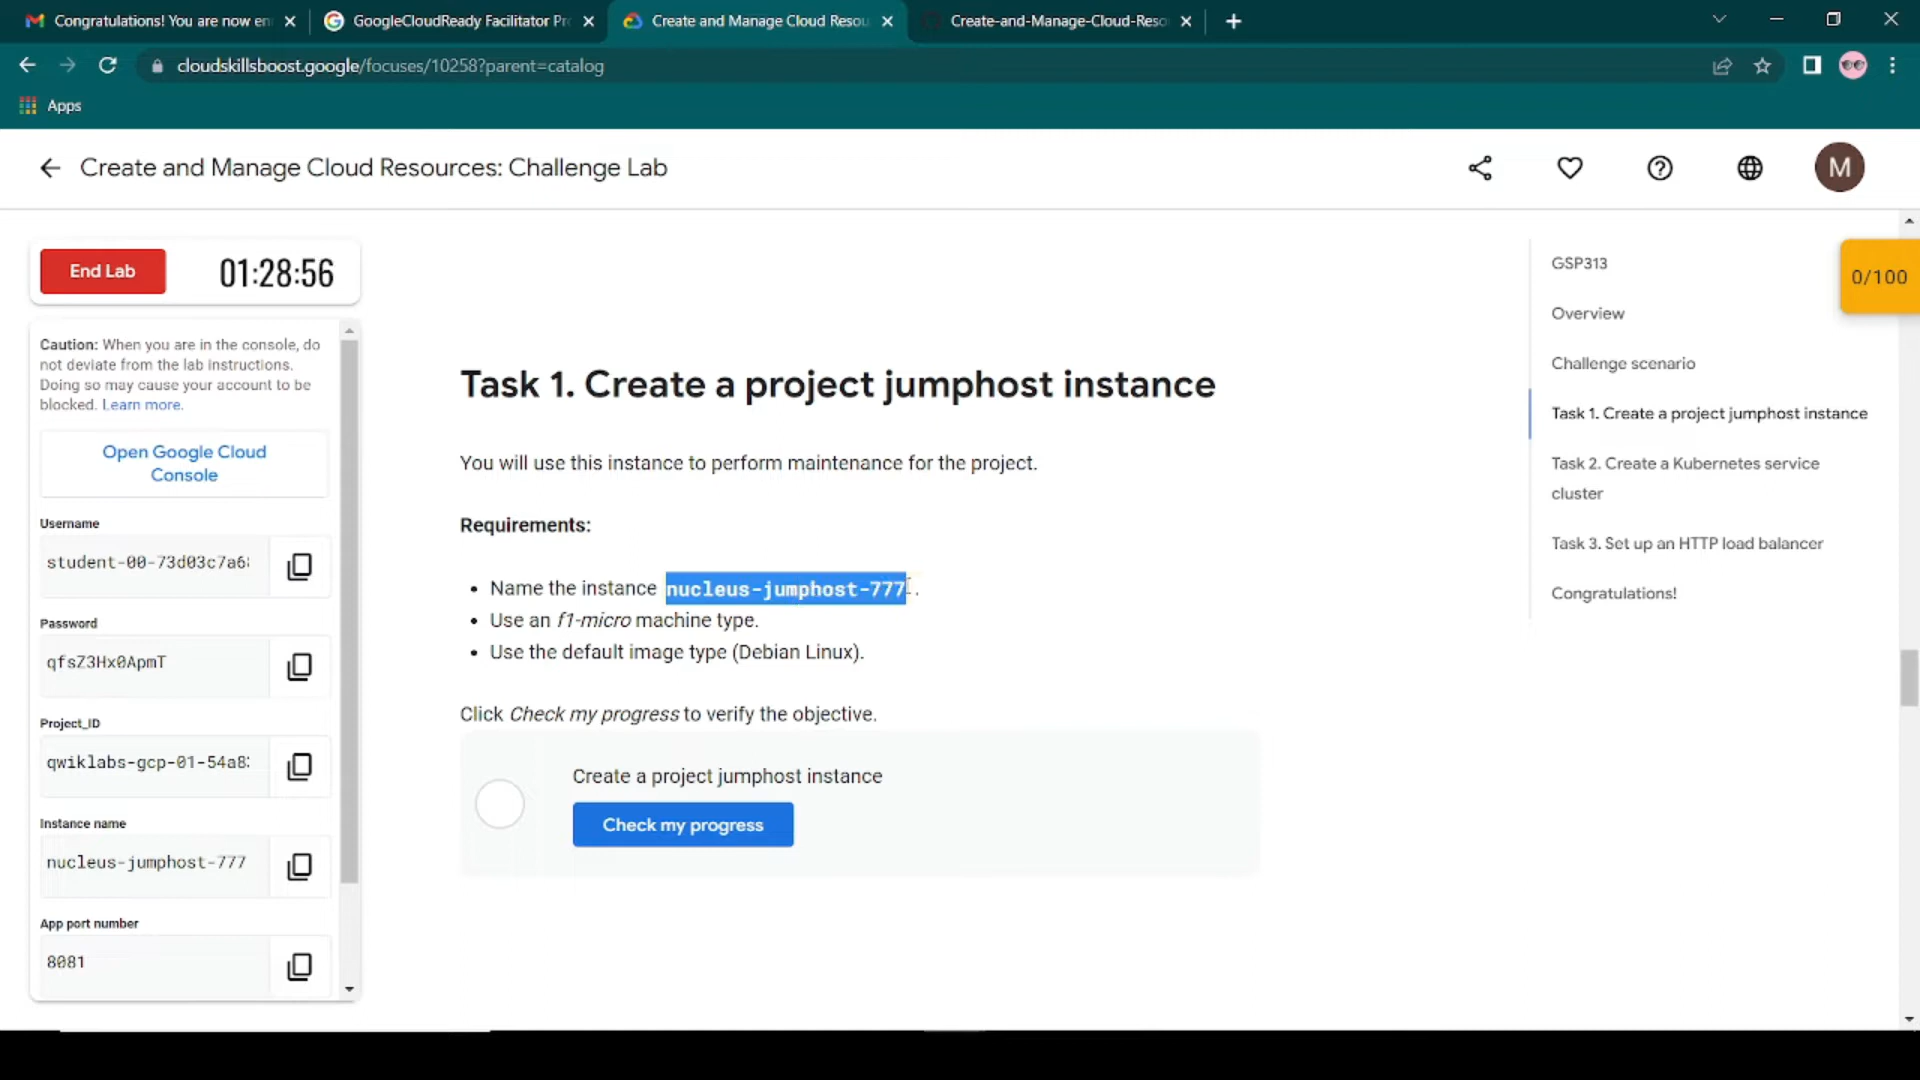 Congratulations! You are now en
GoogleCloudReady Facilitator Pr
Create and Manage Cloud Resou
Create-and-Manage-Cloud-Reso
cloudskillsboost.google/focuses/10258?parent=catalog
Apps
Create and Manage Cloud Resources: Challenge Lab
M
End Lab
01:28:56
Caution: When you are in the console, do
not deviate from the lab instructions.
Doing so may cause your account to be
blocked. Learn more.
Open Google Cloud
Console
Username
student-00-73d03c7a6
Password
qfsZ3Hx0ApmT
Project_ID
qwiklabs-gcp-01-54a8
Instance name
nucleus-jumphost-777
App port number
8081
Task 1. Create a project jumphost instance
You will use this instance to perform maintenance for the project.
Requirements:
• Name the instance nucleus-jumphost-777 .
• Use an f1-micro machine type.
• Use the default image type (Debian Linux).
Click Check my progress to verify the objective.
Create a project jumphost instance
Check my progress
GSP313
Overview
Challenge scenario
Task 1. Create a project jumphost instance
Task 2. Create a Kubernetes service
cluster
Task 3. Set up an HTTP load balancer
Congratulations!
0/100